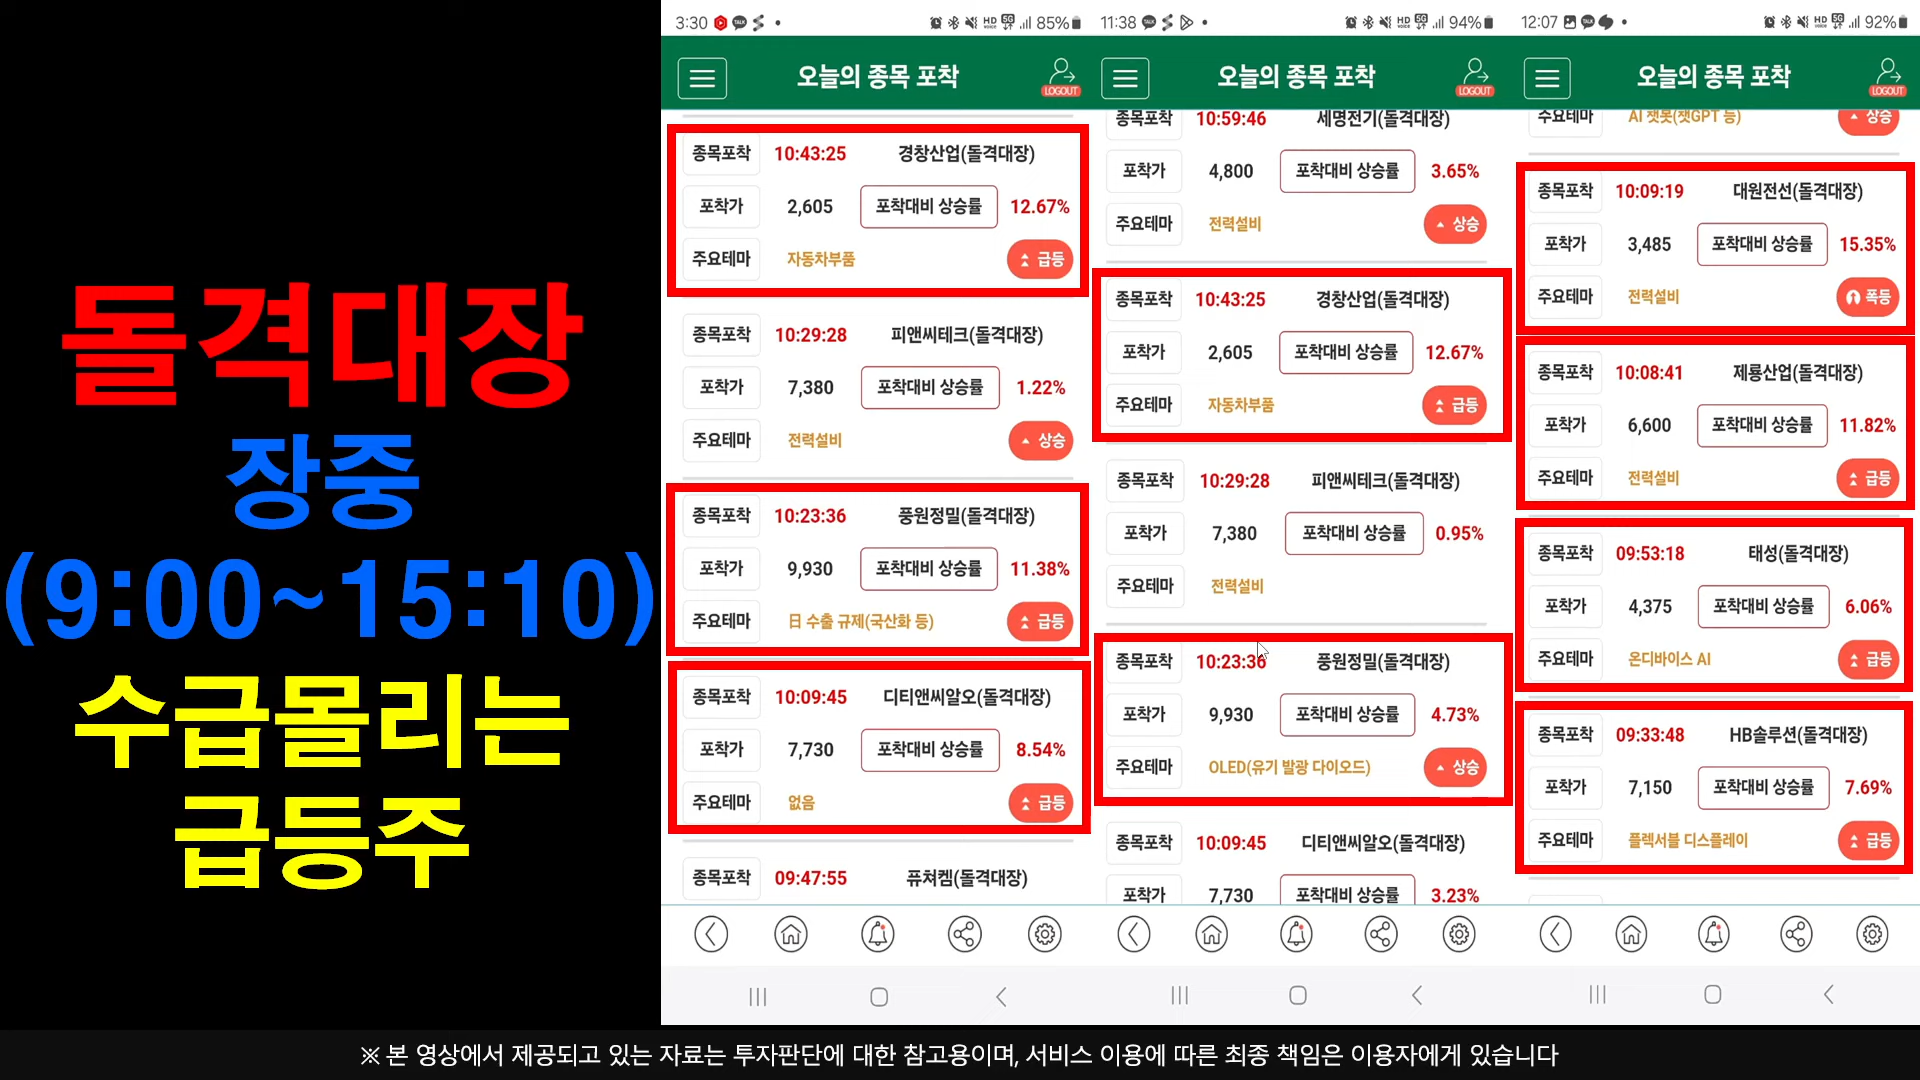 돌격대장
장중
(9:00~15:10)
수급몰리는
급등주
3:30 85%
오늘의 종목 포착
LOGOUT
종목포착 10:43:25 경창산업(돌격대장)
포착가 2,605 포착대비 상승률 12.67%
주요테마 자동차부품 급등
종목포착 10:29:28 피앤씨테크(돌격대장)
포착가 7,380 포착대비 상승률 1.22%
주요테마 전력설비 상승
종목포착 10:23:36 풍원정밀(돌격대장)
포착가 9,930 포착대비 상승률 11.38%
주요테마 日 수출 규제(국산화 등) 급등
종목포착 10:09:45 디티앤씨알오(돌격대장)
포착가 7,730 포착대비 상승률 8.54%
주요테마 없음 급등
종목포착 09:47:55 퓨쳐켐(돌격대장)
11:38 94%
오늘의 종목 포착
LOGOUT
종목포착 10:59:46 세명전기(돌격대장)
포착가 4,800 포착대비 상승률 3.65%
주요테마 전력설비 상승
종목포착 10:43:25 경창산업(돌격대장)
포착가 2,605 포착대비 상승률 12.67%
주요테마 자동차부품 급등
종목포착 10:29:28 피앤씨테크(돌격대장)
포착가 7,380 포착대비 상승률 0.95%
주요테마 전력설비
종목포착 10:23:36 풍원정밀(돌격대장)
포착가 9,930 포착대비 상승률 4.73%
주요테마 OLED(유기 발광 다이오드) 상승
종목포착 10:09:45 디티앤씨알오(돌격대장)
포착가 7,730 포착대비 상승률 3.23%
12:07 92%
오늘의 종목 포착
LOGOUT
주요테마 AI 챗봇(챗GPT 등) 상승
종목포착 10:09:19 대원전선(돌격대장)
포착가 3,485 포착대비 상승률 15.35%
주요테마 전력설비 폭등
종목포착 10:08:41 제룡산업(돌격대장)
포착가 6,600 포착대비 상승률 11.82%
주요테마 전력설비 급등
종목포착 09:53:18 태성(돌격대장)
포착가 4,375 포착대비 상승률 6.06%
주요테마 온디바이스 AI 급등
종목포착 09:33:48 HB솔루션(돌격대장)
포착가 7,150 포착대비 상승률 7.69%
주요테마 플렉서블 디스플레이 급등
※ 본 영상에서 제공되고 있는 자료는 투자판단에 대한 참고용이며, 서비스 이용에 따른 최종 책임은 이용자에게 있습니다